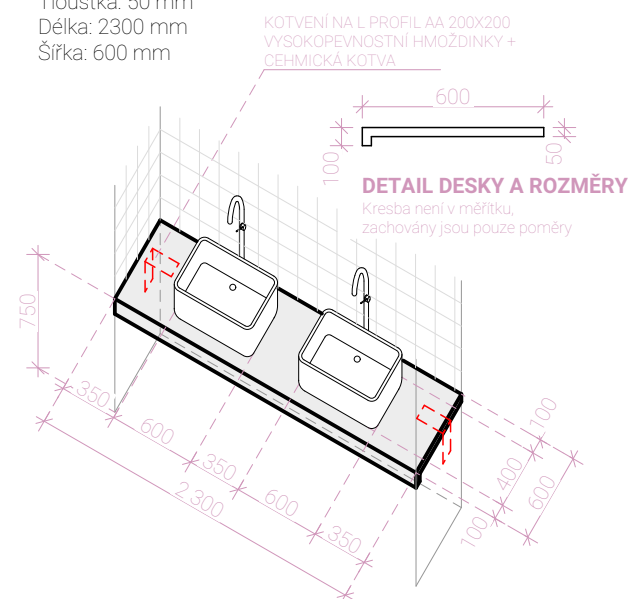 Tloušťka: 50 mm
Délka: 2300 mm
Šířka: 600 mm
KOTVENÍ NA L PROFIL AA 200X200
VYSOKOPEVNOSTNÍ HMOŽDINKY +
CEHMICKÁ KOTVA
600
100
50
DETAIL DESKY A ROZMĚRY
Kresba není v měřítku,
zachovány jsou pouze poměry
750
350
600
350
600
350
2 300
100
400
600
100